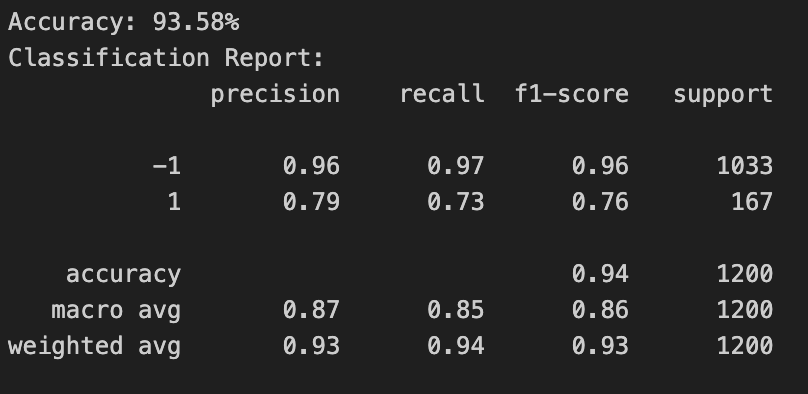 Accuracy: 93.58%
Classification Report:
precision recall f1-score support
-1 0.96 0.97 0.96 1033
1 0.79 0.73 0.76 167
accuracy 0.94 1200
macro avg 0.87 0.85 0.86 1200
weighted avg 0.93 0.94 0.93 1200